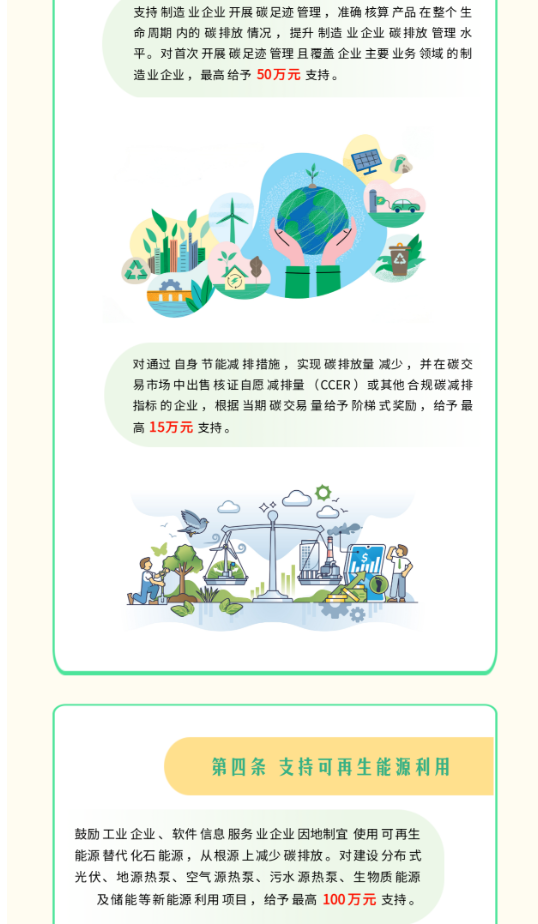 支持制造业企业开展碳足迹管理，准确核算产品在整个生
命周期内的碳排放情况，提升制造业企业碳排放管理水
平。对首次开展碳足迹管理且覆盖企业主要业务领域的制
造业企业，最高给予 50万元 支持。
对通过自身节能减排措施，实现碳排放量减少，并在碳交
易市场中出售核证自愿减排量（CCER）或其他合规碳减排
指标的企业，根据当期碳交易量给予阶梯式奖励，给予最
高 15万元 支持。
$
第四条 支持可再生能源利用
鼓励工业企业、软件信息服务业企业因地制宜使用可再生
能源替代化石能源，从根源上减少碳排放。对建设分布式
光伏、地源热泵、空气源热泵、污水源热泵、生物质能源
及储能等新能源利用项目，给予最高 100万元 支持。